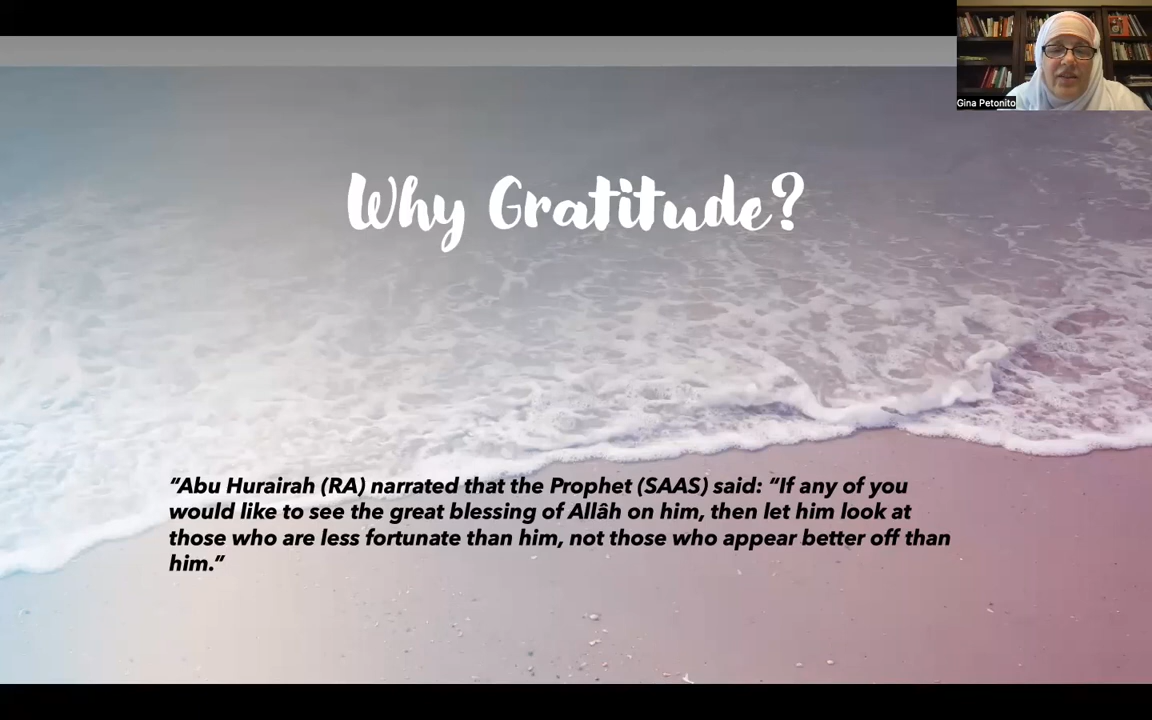 Gina Petonito
Why Gratitude?
“Abu Hurairah (RA) narrated that the Prophet (SAAS) said: “If any of you
would like to see the great blessing of Allâh on him, then let him look at
those who are less fortunate than him, not those who appear better off than
him.”